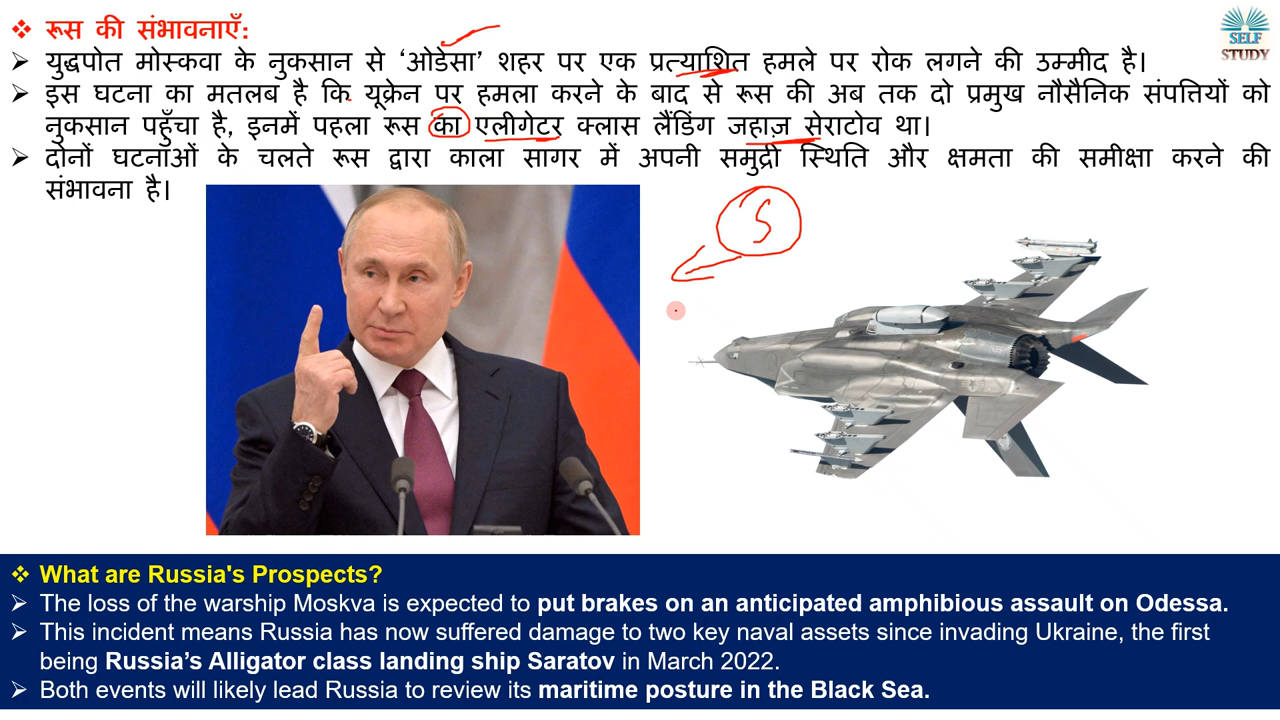 ❖ रूस की संभावनाएँ:
➢ युद्धपोत मोस्कवा के नुकसान से ‘ओडेसा’ शहर पर एक प्रत्याशित हमले पर रोक लगने की उम्मीद है।
➢ इस घटना का मतलब है कि यूक्रेन पर हमला करने के बाद से रूस की अब तक दो प्रमुख नौसैनिक संपत्तियों को
नुकसान पहुँचा है, इनमें पहला रूस का एलीगेटर क्लास लैंडिंग जहाज़ सेराटोव था।
➢ दोनों घटनाओं के चलते रूस द्वारा काला सागर में अपनी समुद्री स्थिति और क्षमता की समीक्षा करने की
संभावना है।
SELF
STUDY
S
❖ What are Russia's Prospects?
➢ The loss of the warship Moskva is expected to put brakes on an anticipated amphibious assault on Odessa.
➢ This incident means Russia has now suffered damage to two key naval assets since invading Ukraine, the first
being Russia’s Alligator class landing ship Saratov in March 2022.
➢ Both events will likely lead Russia to review its maritime posture in the Black Sea.